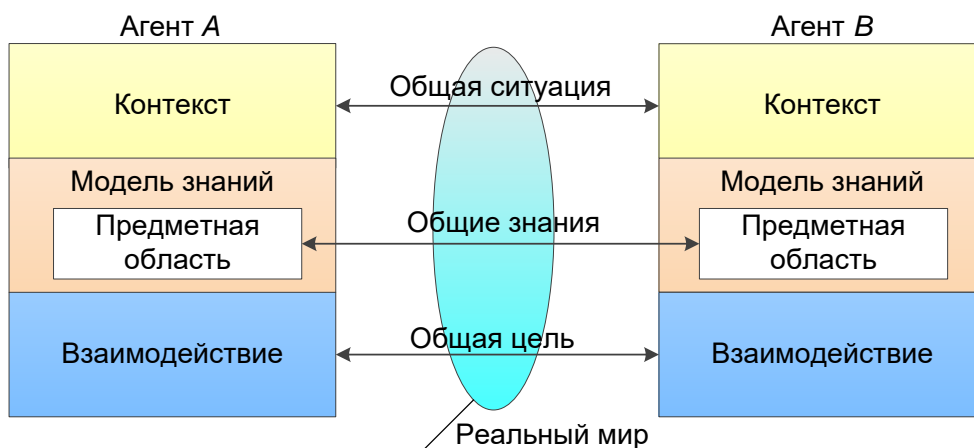 Агент A
Агент B
Контекст
Общая ситуация
Контекст
Модель знаний
Модель знаний
Предметная
область
Общие знания
Предметная
область
Взаимодействие
Общая цель
Взаимодействие
Реальный мир